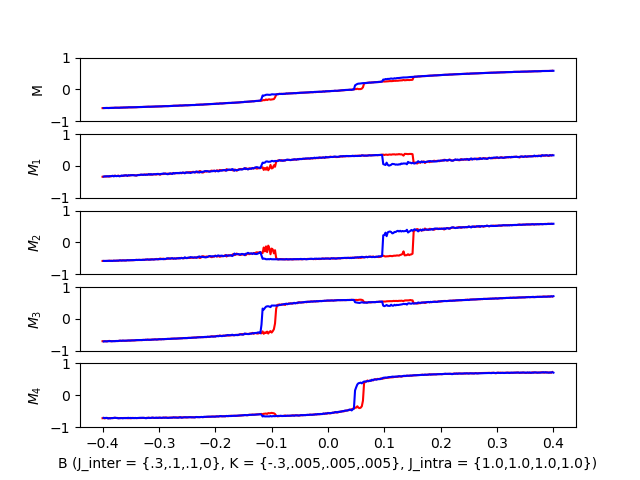 1
0
−1
M
1
0
−1
M₁
1
0
−1
M₂
1
0
−1
M₃
1
0
−1
M₄
−0.4 −0.3 −0.2 −0.1 0.0 0.1 0.2 0.3 0.4
B (J_inter = {.3,.1,.1,0}, K = {-.3,.005,.005,.005}, J_intra = {1.0,1.0,1.0,1.0})